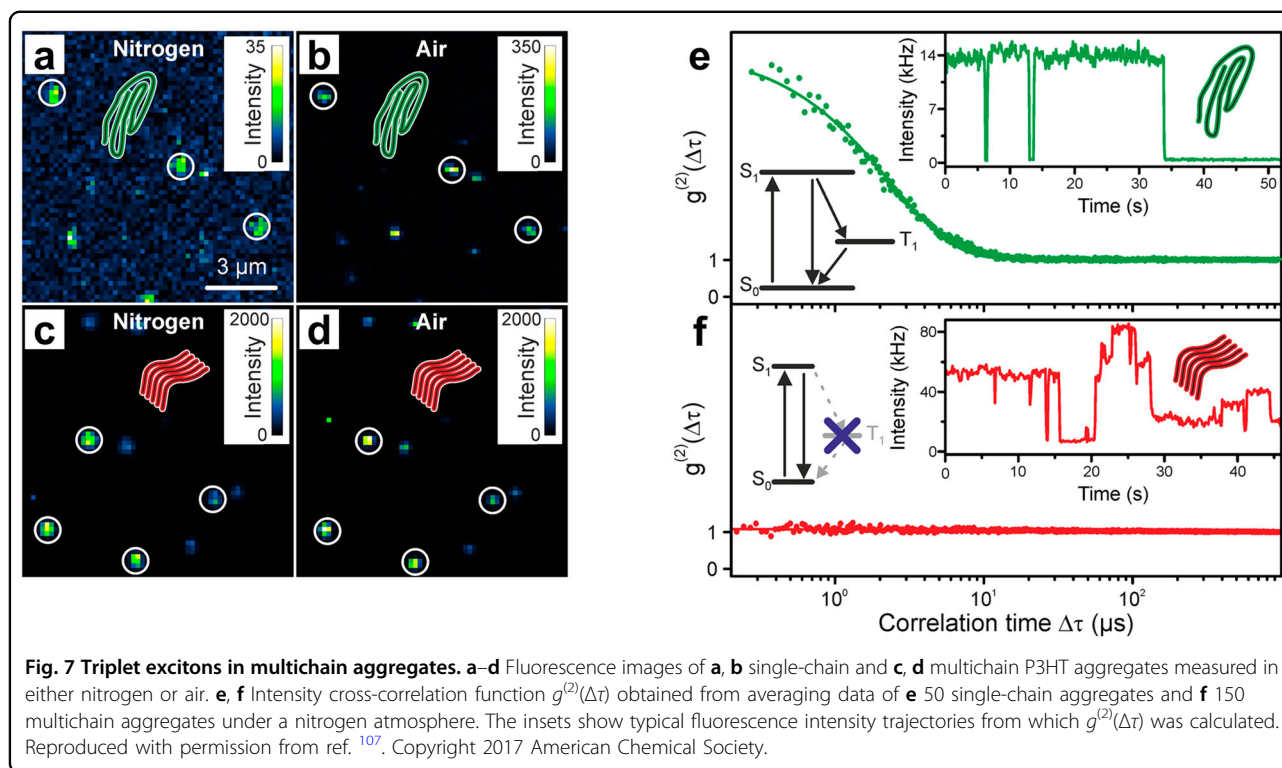 a
Nitrogen
35
Intensity
0
3 µm
b
Air
350
Intensity
0
c
Nitrogen
2000
Intensity
0
d
Air
2000
Intensity
0
e
g(2)(Δτ)
1
0
S1
T1
S0
Intensity (kHz)
14
7
0
0 10 20 30 40 50
Time (s)
f
g(2)(Δτ)
1
0
S1
T1
S0
Intensity (kHz)
80
40
0
0 10 20 30 40
Time (s)
10⁰ 10¹ 10²
Correlation time Δτ (µs)
Fig. 7 Triplet excitons in multichain aggregates. a–d Fluorescence images of a, b single-chain and c, d multichain P3HT aggregates measured in
either nitrogen or air. e, f Intensity cross-correlation function g(2)(Δτ) obtained from averaging data of e 50 single-chain aggregates and f 150
multichain aggregates under a nitrogen atmosphere. The insets show typical fluorescence intensity trajectories from which g(2)(Δτ) was calculated.
Reproduced with permission from ref. 107. Copyright 2017 American Chemical Society.